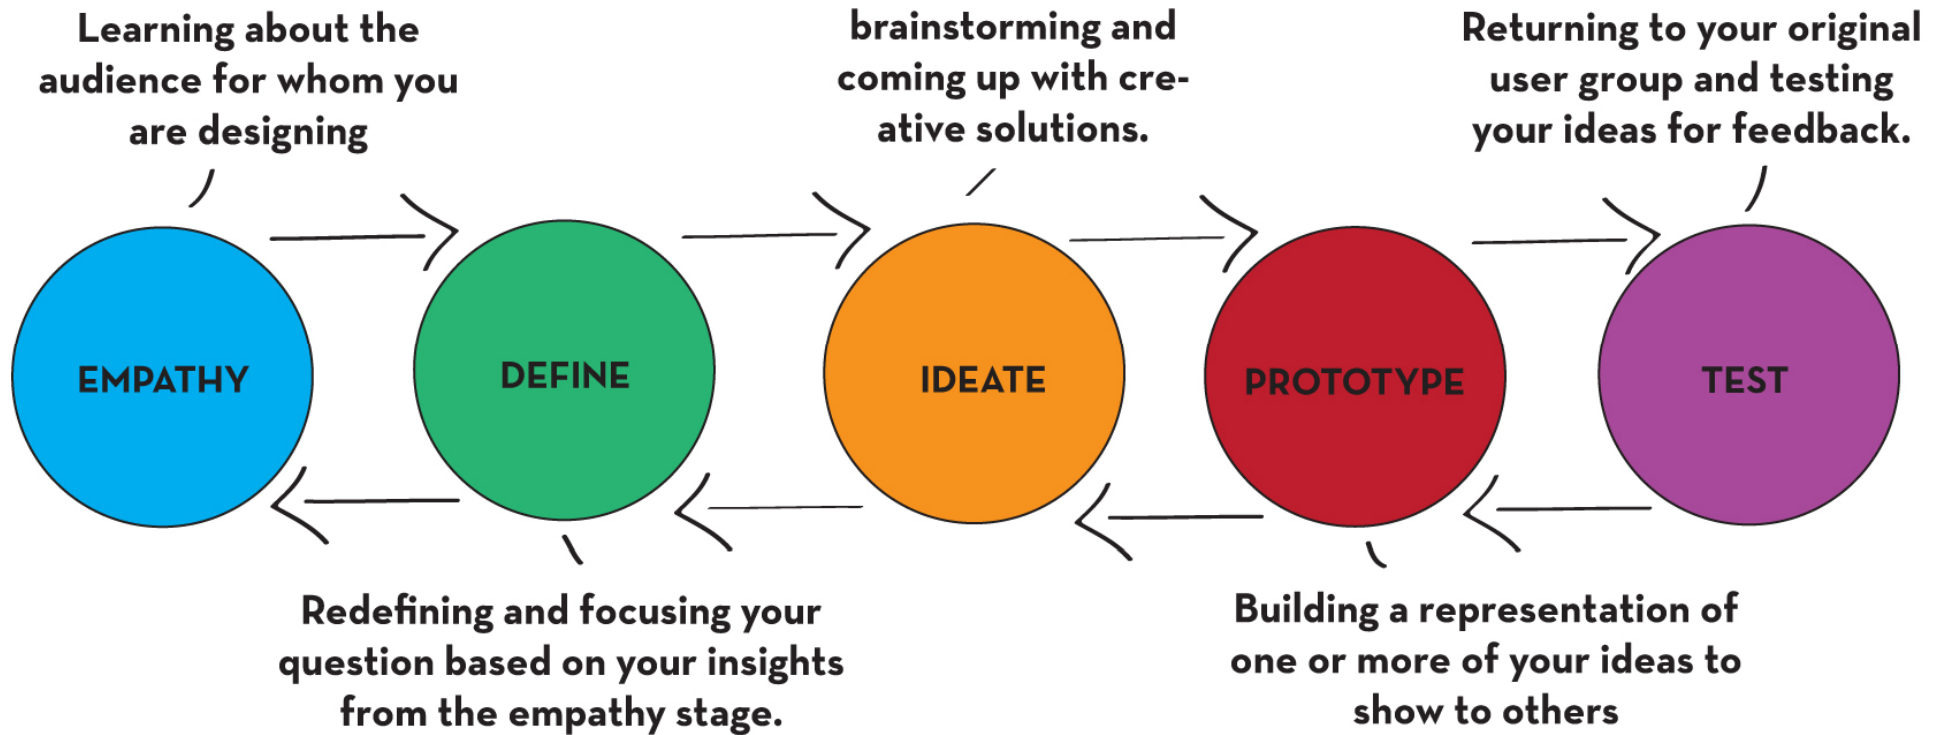 Learning about the
audience for whom you
are designing
brainstorming and
coming up with cre-
ative solutions.
Returning to your original
user group and testing
your ideas for feedback.
EMPATHY
DEFINE
IDEATE
PROTOTYPE
TEST
Redefining and focusing your
question based on your insights
from the empathy stage.
Building a representation of
one or more of your ideas to
show to others